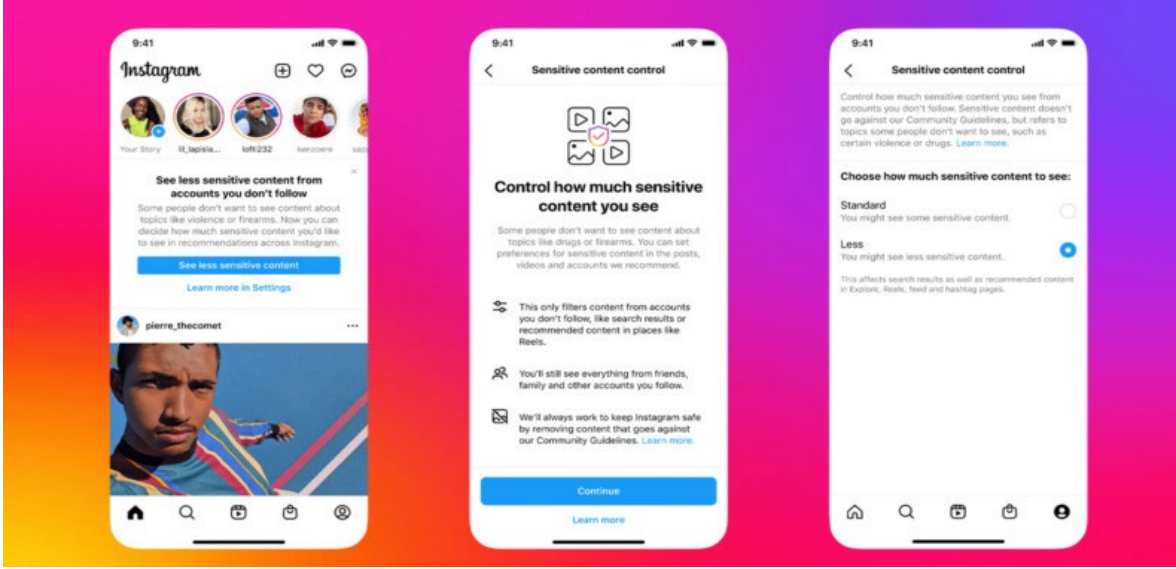 9:41
Instagram
Your Story
lil_lapisla...
lofti232
kenzoere
See less sensitive content from
accounts you don't follow
Some people don't want to see content about
topics like violence or firearms. Now you can
decide how much sensitive content you'd like
to see in recommendations across Instagram.
See less sensitive content
Learn more in Settings
pierre_thecomet
9:41
Sensitive content control
Control how much sensitive
content you see
Some people don't want to see content about
topics like drugs or firearms. You can set
preferences for sensitive content in the posts,
videos and accounts we recommend.
This only filters content from accounts
you don't follow, like search results or
recommended content in places like
Reels.
You'll still see everything from friends,
family and other accounts you follow.
We'll always work to keep Instagram safe
by removing content that goes against
our Community Guidelines. Learn more.
Continue
Learn more
9:41
Sensitive content control
Control how much sensitive content you see from
accounts you don't follow. Sensitive content doesn't
go against our Community Guidelines, but refers to
topics some people don't want to see, such as
certain violence or drugs. Learn more.
Choose how much sensitive content to see:
Standard
You might see some sensitive content.
Less
You might see less sensitive content.
This affects search results as well as recommended content
in Explore, Reels, feed and hashtag pages.